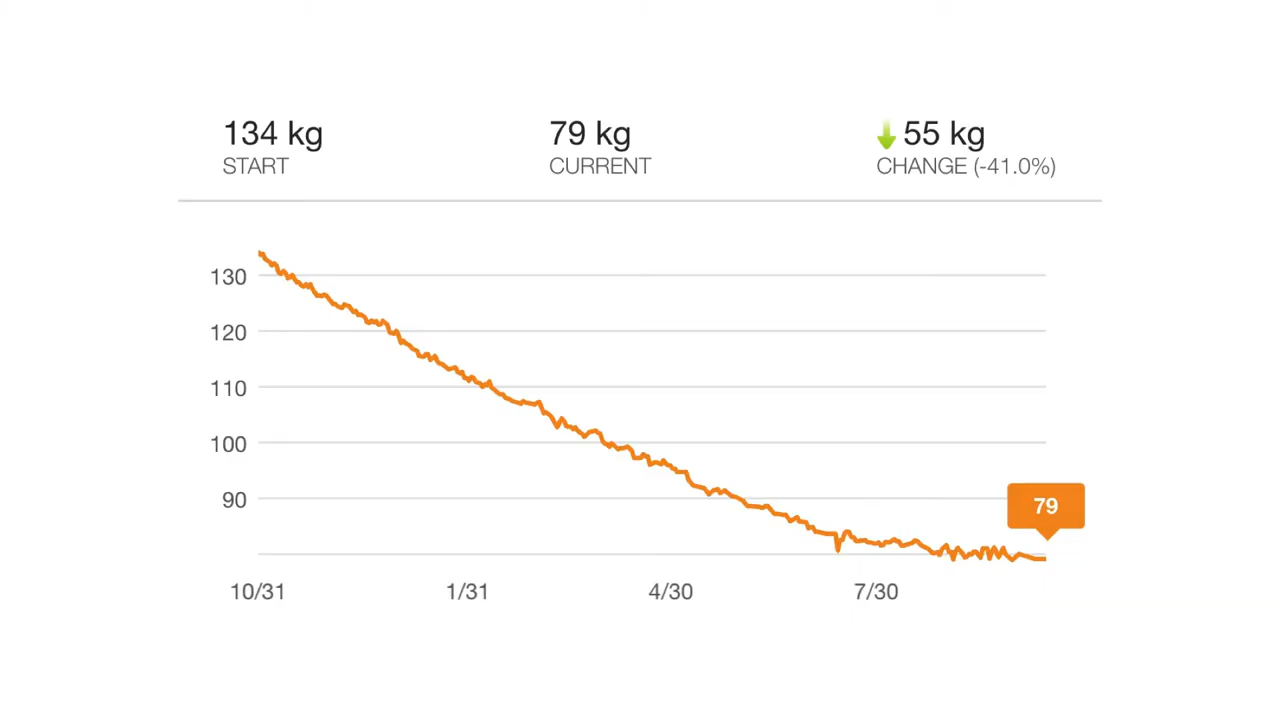 134 kg 79 kg 55 kg
START CURRENT CHANGE (-41.0%)
130
120
110
100
90
79
10/31 1/31 4/30 7/30